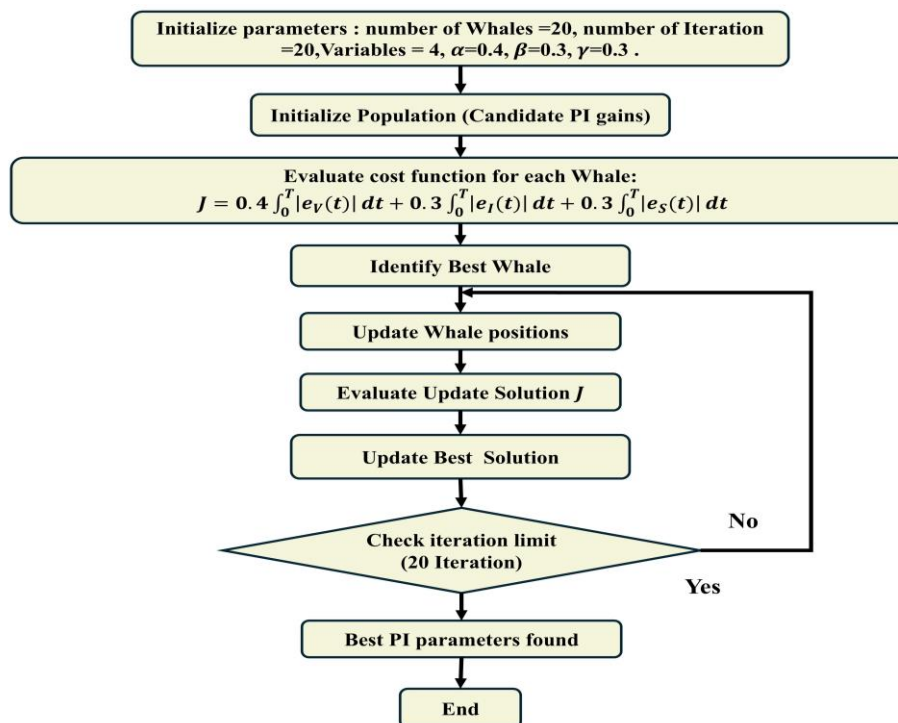 Initialize parameters : number of Whales =20, number of Iteration
=20,Variables = 4, α=0.4, β=0.3, γ=0.3 .
Initialize Population (Candidate PI gains)
Evaluate cost function for each Whale:
J = 0.4 ∫₀ᵀ|e_V(t)| dt + 0.3 ∫₀ᵀ|e_I(t)| dt + 0.3 ∫₀ᵀ|e_S(t)| dt
Identify Best Whale
Update Whale positions
Evaluate Update Solution J
Update Best Solution
Check iteration limit
(20 Iteration)
No
Yes
Best PI parameters found
End